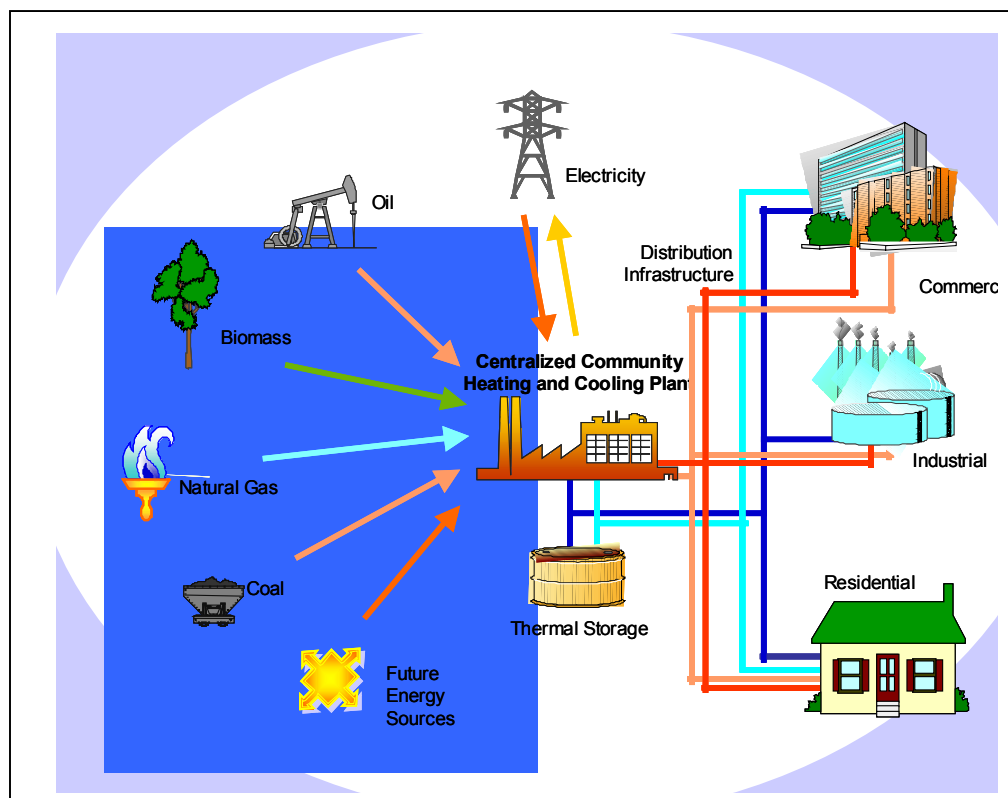 Electricity
Oil
Distribution
Infrastructure
Commerc
Biomass
Centralized Community
Heating and Cooling Plant
Industrial
Natural Gas
Coal
Residential
Thermal Storage
Future
Energy
Sources